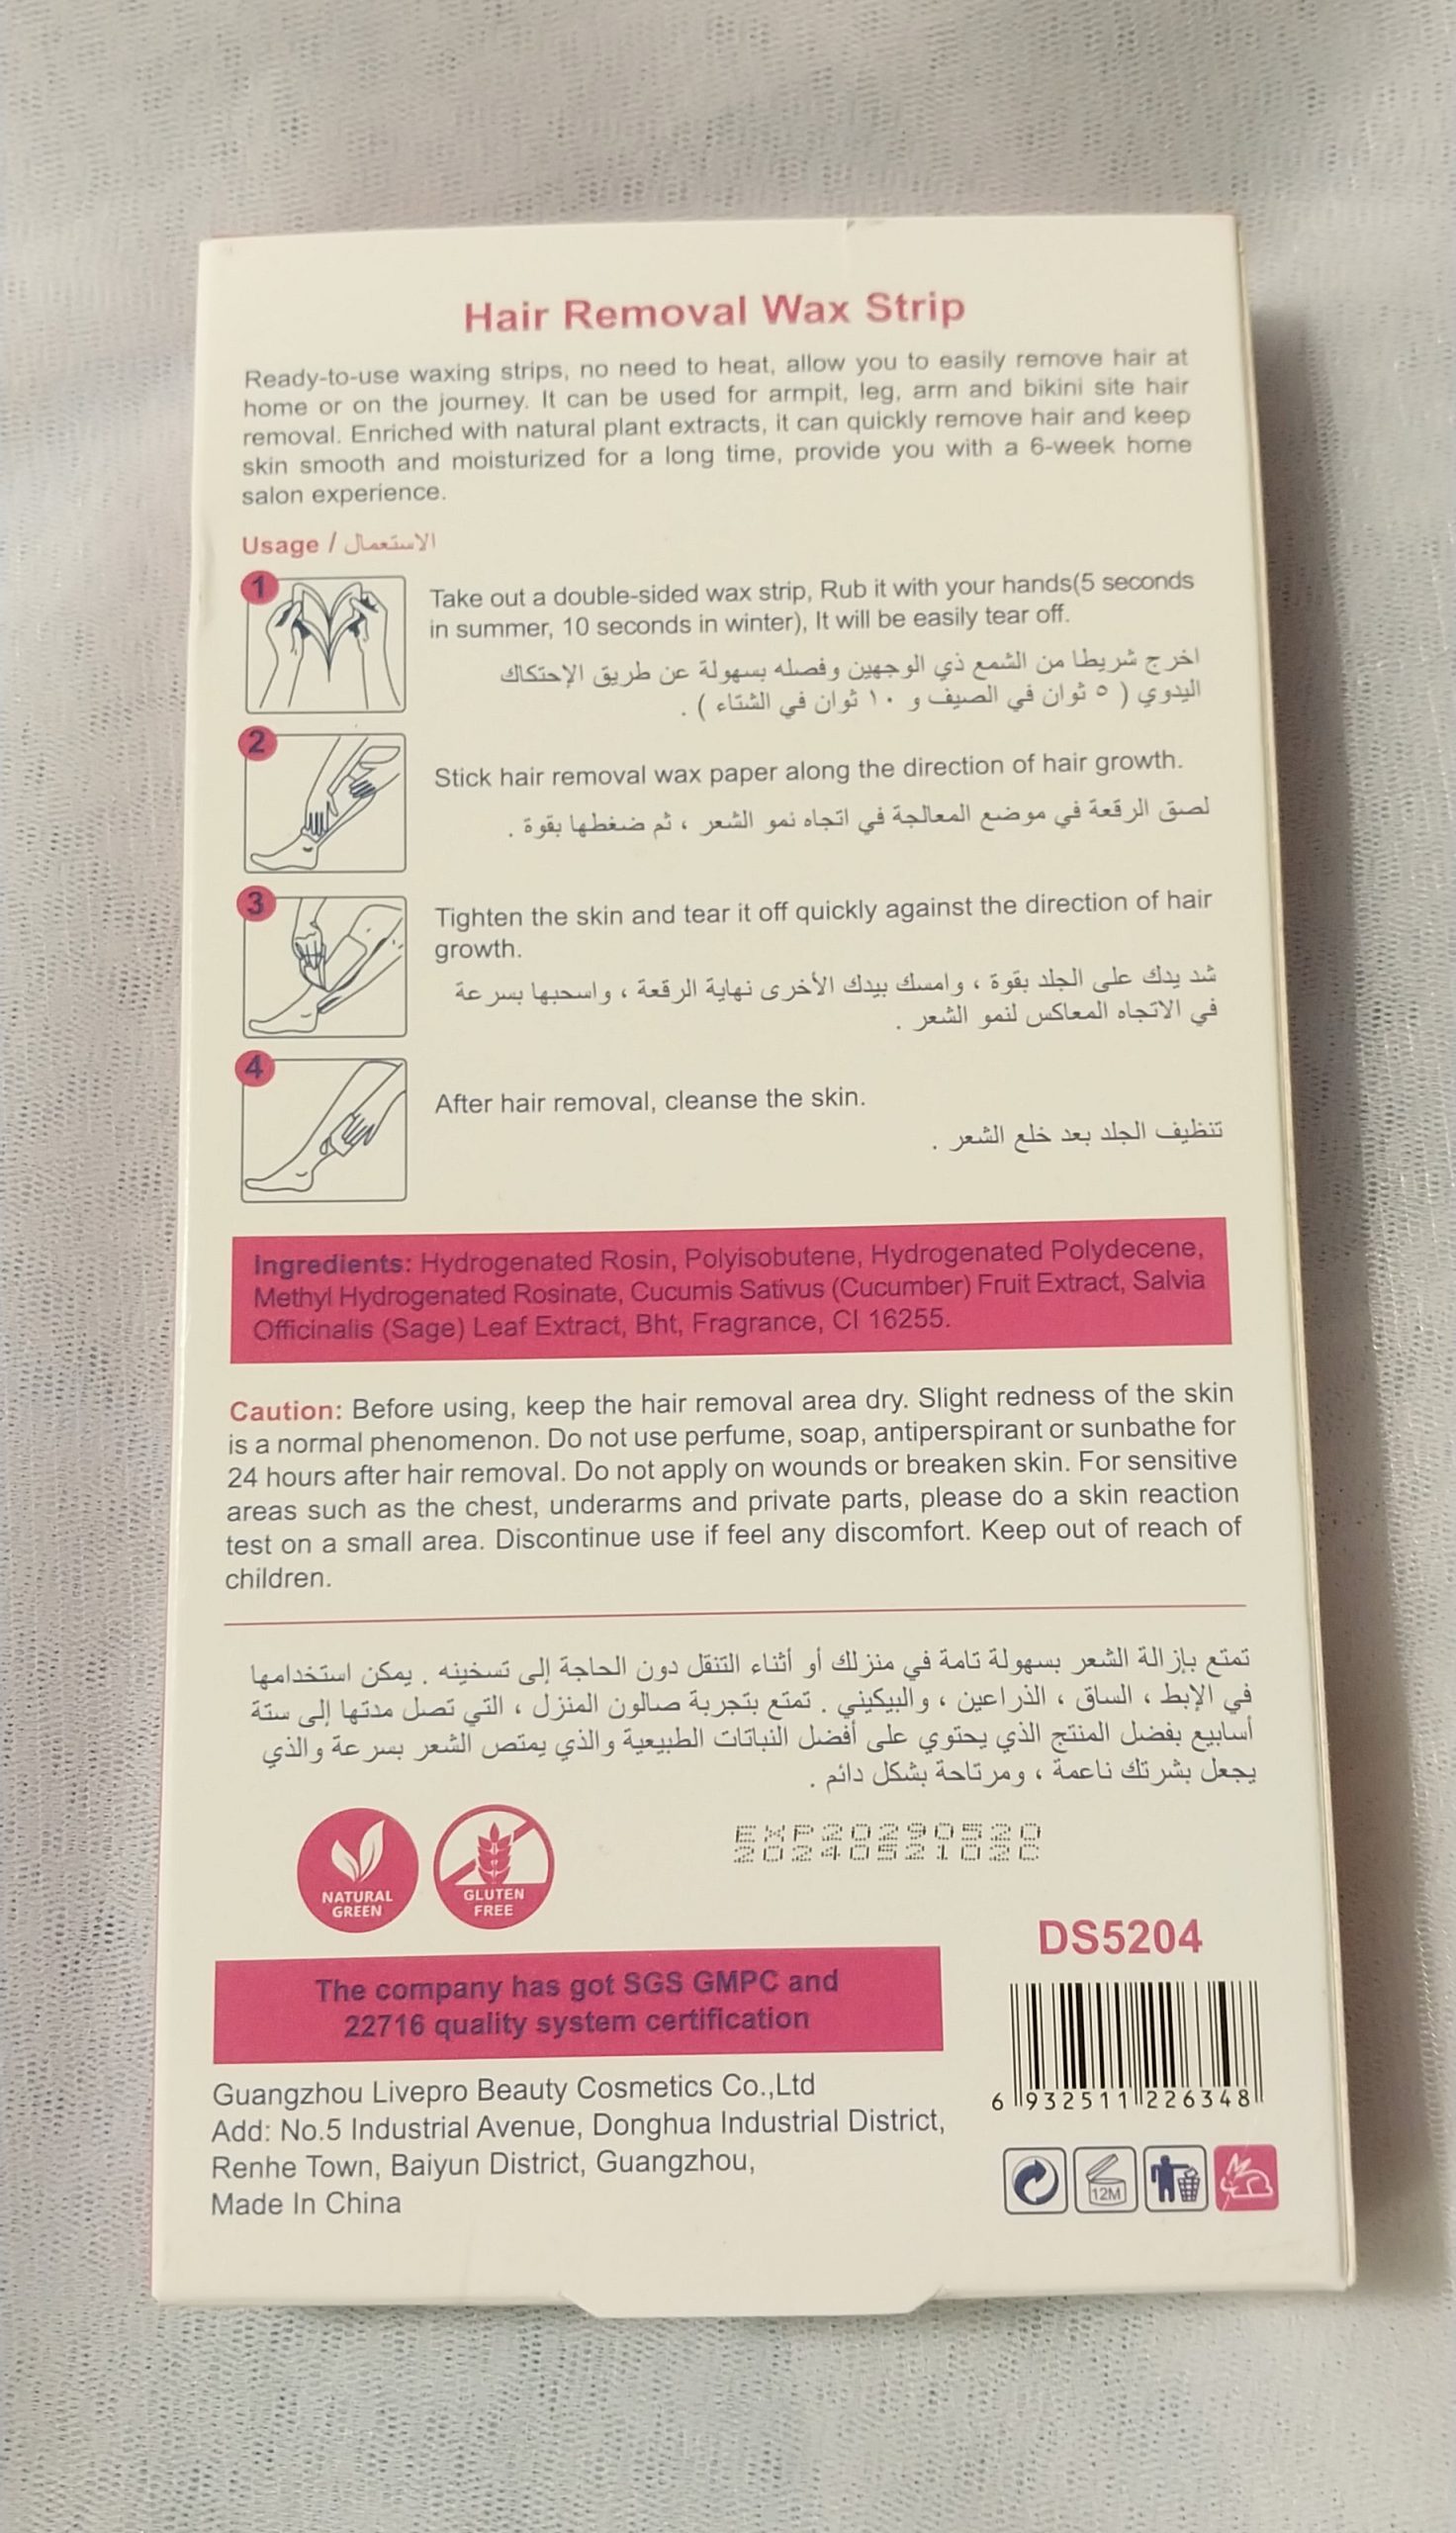 Hair Removal Wax Strip
Ready-to-use waxing strips, no need to heat, allow you to easily remove hair at
home or on the journey. It can be used for armpit, leg, arm and bikini site hair
removal. Enriched with natural plant extracts, it can quickly remove hair and keep
skin smooth and moisturized for a long time, provide you with a 6-week home
salon experience.
Usage / الاستعمال
1
Take out a double-sided wax strip, Rub it with your hands(5 seconds
in summer, 10 seconds in winter), It will be easily tear off.
اخرج شريطا من الشمع ذي الوجهين وفصله بسهولة عن طريق الإحتكاك
اليدوي ( ٥ ثوان في الصيف و ١٠ ثوان في الشتاء ) .
2
Stick hair removal wax paper along the direction of hair growth.
لصق الرقعة في موضع المعالجة في اتجاه نمو الشعر ، ثم ضغطها بقوة .
3
Tighten the skin and tear it off quickly against the direction of hair
growth.
شد يدك على الجلد بقوة ، وامسك بيدك الأخرى نهاية الرقعة ، واسحبها بسرعة
في الاتجاه المعاكس لنمو الشعر .
4
After hair removal, cleanse the skin.
تنظيف الجلد بعد خلع الشعر .
Ingredients: Hydrogenated Rosin, Polyisobutene, Hydrogenated Polydecene,
Methyl Hydrogenated Rosinate, Cucumis Sativus (Cucumber) Fruit Extract, Salvia
Officinalis (Sage) Leaf Extract, Bht, Fragrance, CI 16255.
Caution: Before using, keep the hair removal area dry. Slight redness of the skin
is a normal phenomenon. Do not use perfume, soap, antiperspirant or sunbathe for
24 hours after hair removal. Do not apply on wounds or breaken skin. For sensitive
areas such as the chest, underarms and private parts, please do a skin reaction
test on a small area. Discontinue use if feel any discomfort. Keep out of reach of
children.
تمتع بإزالة الشعر بسهولة تامة في منزلك أو أثناء التنقل دون الحاجة إلى تسخينه . يمكن استخدامها
في الإبط ، الساق ، الذراعين ، والبيكيني . تمتع بتجربة صالون المنزل ، التي تصل مدتها إلى ستة
أسابيع بفضل المنتج الذي يحتوي على أفضل النباتات الطبيعية والذي يمتص الشعر بسرعة والذي
يجعل بشرتك ناعمة ، ومرتاحة بشكل دائم .
NATURAL
GREEN
GLUTEN
FREE
EXP20290520
2024052102C
DS5204
The company has got SGS GMPC and
22716 quality system certification
Guangzhou Livepro Beauty Cosmetics Co.,Ltd
Add: No.5 Industrial Avenue, Donghua Industrial District,
Renhe Town, Baiyun District, Guangzhou,
Made In China
6 932511 226348
12M